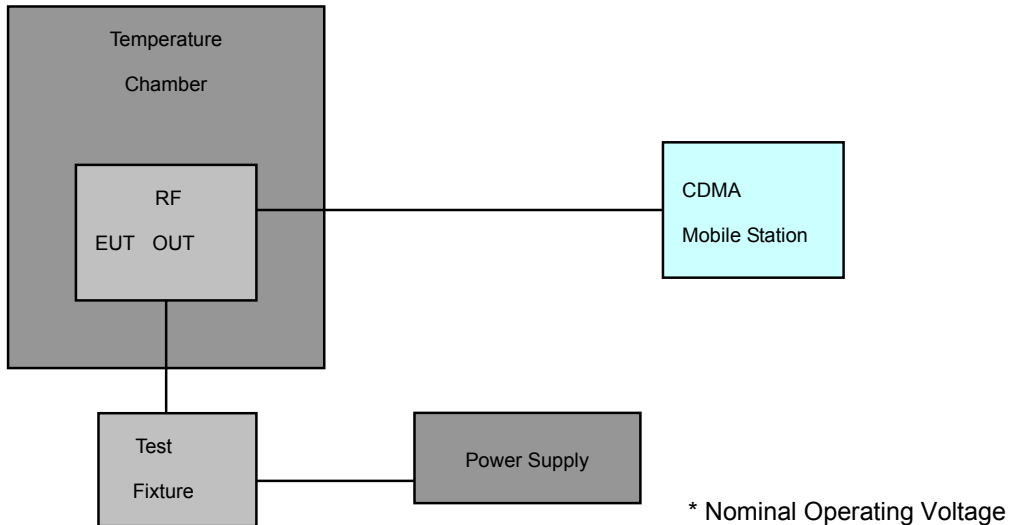 Temperature
Chamber
RF
EUT OUT
CDMA
Mobile Station
Test
Fixture
Power Supply
* Nominal Operating Voltage